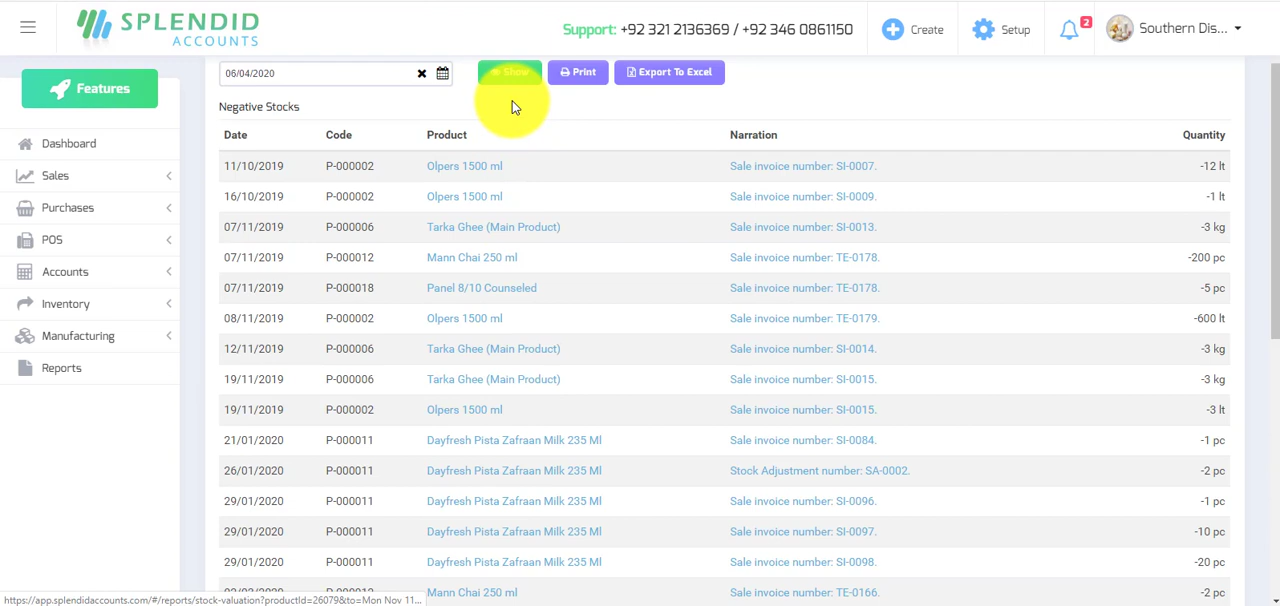 SPLENDID
ACCOUNTS
Support: +92 321 2136369 / +92 346 0861150
Create
Setup
2
Southern Dis...
Features
Dashboard
Sales
Purchases
POS
Accounts
Inventory
Manufacturing
Reports
06/04/2020
Show
Print
Export To Excel
Negative Stocks
Date Code Product Narration Quantity
11/10/2019 P-000002 Olpers 1500 ml Sale invoice number: SI-0007. -12 lt
16/10/2019 P-000002 Olpers 1500 ml Sale invoice number: SI-0009. -1 lt
07/11/2019 P-000006 Tarka Ghee (Main Product) Sale invoice number: SI-0013. -3 kg
07/11/2019 P-000012 Mann Chai 250 ml Sale invoice number: TE-0178. -200 pc
07/11/2019 P-000018 Panel 8/10 Counseled Sale invoice number: TE-0178. -5 pc
08/11/2019 P-000002 Olpers 1500 ml Sale invoice number: TE-0179. -600 lt
12/11/2019 P-000006 Tarka Ghee (Main Product) Sale invoice number: SI-0014. -3 kg
19/11/2019 P-000006 Tarka Ghee (Main Product) Sale invoice number: SI-0015. -3 kg
19/11/2019 P-000002 Olpers 1500 ml Sale invoice number: SI-0015. -3 lt
21/01/2020 P-000011 Dayfresh Pista Zafraan Milk 235 Ml Sale invoice number: SI-0084. -1 pc
26/01/2020 P-000011 Dayfresh Pista Zafraan Milk 235 Ml Stock Adjustment number: SA-0002. -2 pc
29/01/2020 P-000011 Dayfresh Pista Zafraan Milk 235 Ml Sale invoice number: SI-0096. -1 pc
29/01/2020 P-000011 Dayfresh Pista Zafraan Milk 235 Ml Sale invoice number: SI-0097. -10 pc
29/01/2020 P-000011 Dayfresh Pista Zafraan Milk 235 Ml Sale invoice number: SI-0098. -20 pc
Mann Chai 250 ml Sale invoice number: TE-0166. -2 pc
https://app.splendidaccounts.com/#/reports/stock-valuation?productId=26079&to=Mon Nov 11...